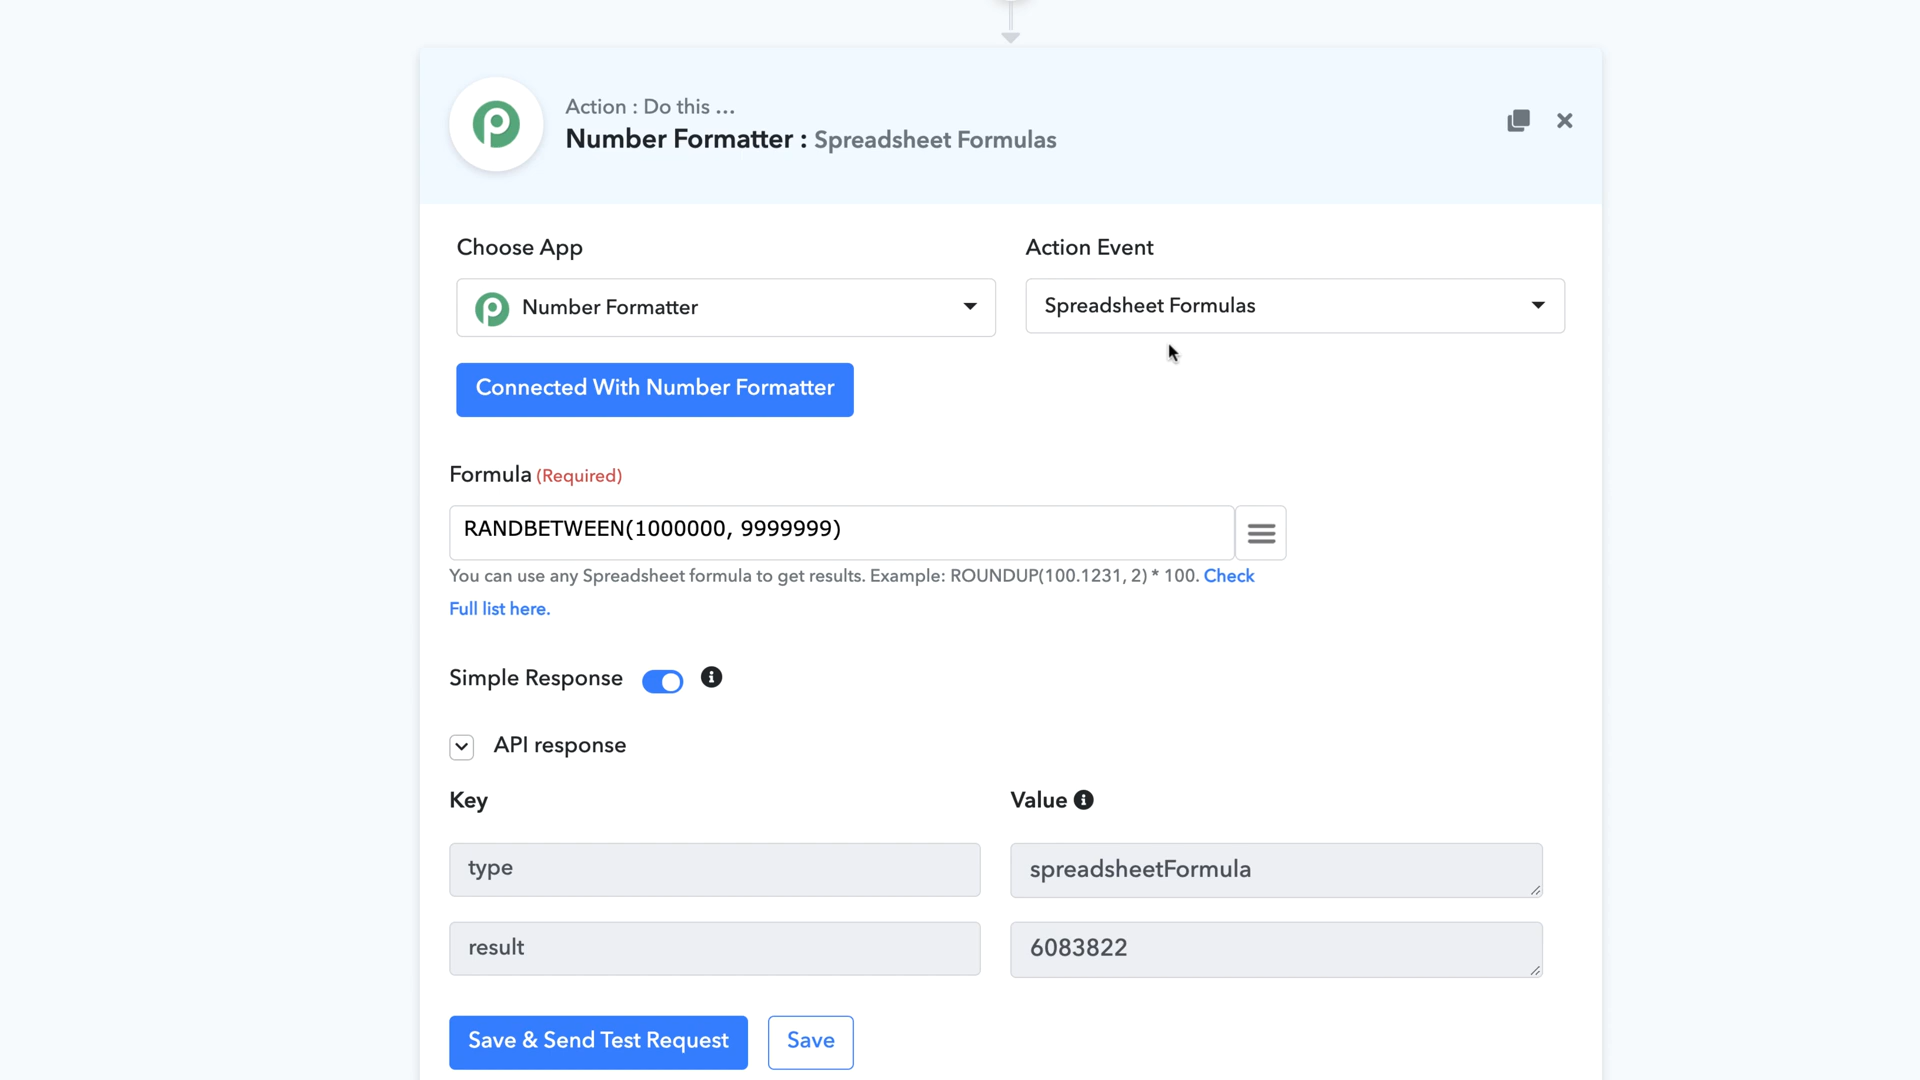 Action : Do this ...
Number Formatter : Spreadsheet Formulas
Choose App
Action Event
Number Formatter
Spreadsheet Formulas
Connected With Number Formatter
Formula (Required)
RANDBETWEEN(1000000, 9999999)
You can use any Spreadsheet formula to get results. Example: ROUNDUP(100.1231, 2) * 100. Check
Full list here.
Simple Response
API response
Key
Value
type
spreadsheetFormula
result
6083822
Save & Send Test Request
Save